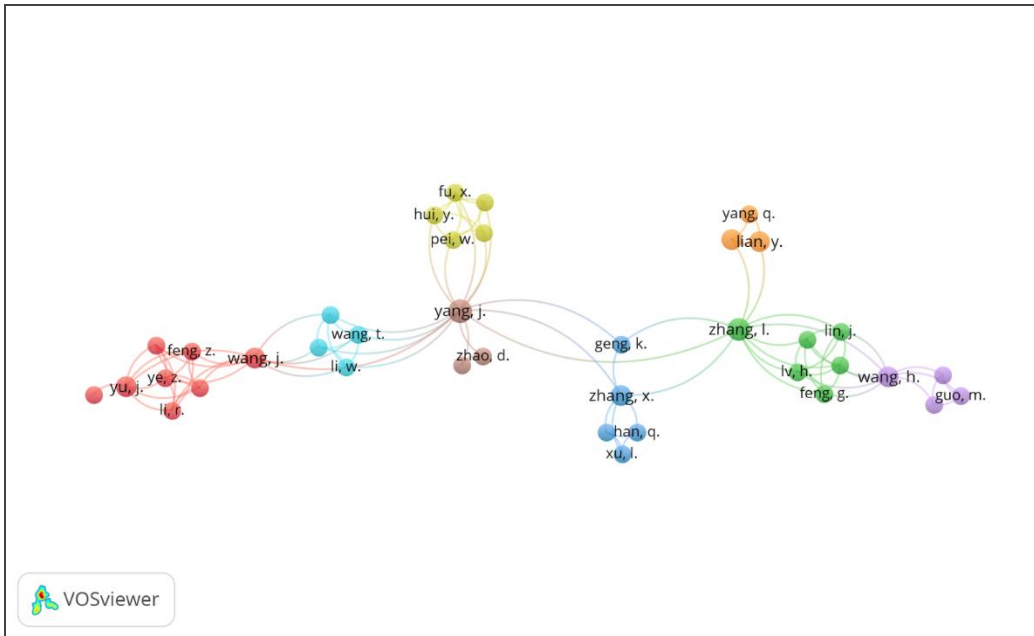 fu, x.
hui, y.
yang, q.
pei, w.
lian, y.
yang, j.
zhang, l.
lin, j.
wang, t.
geng, k.
feng, z.
wang, j.
zhao, d.
li, w.
lv, h.
ye, z.
wang, h.
yu, j.
feng, g.
guo, m.
zhang, x.
li, r.
han, q.
xu, l.
VOSviewer